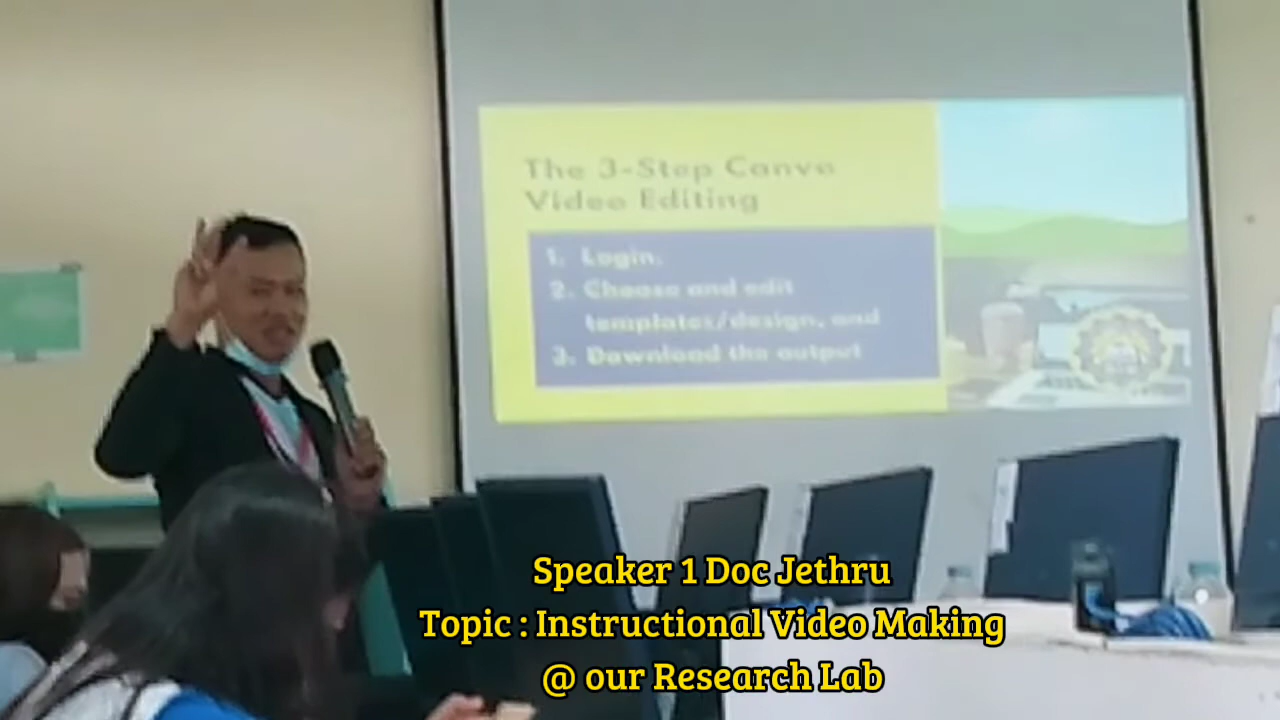 The 3-Step Canva
Video Editing
1. Login.
2. Choose and edit
templates/design, and
3. Download the output
Speaker 1 Doc Jethru
Topic : Instructional Video Making
@ our Research Lab